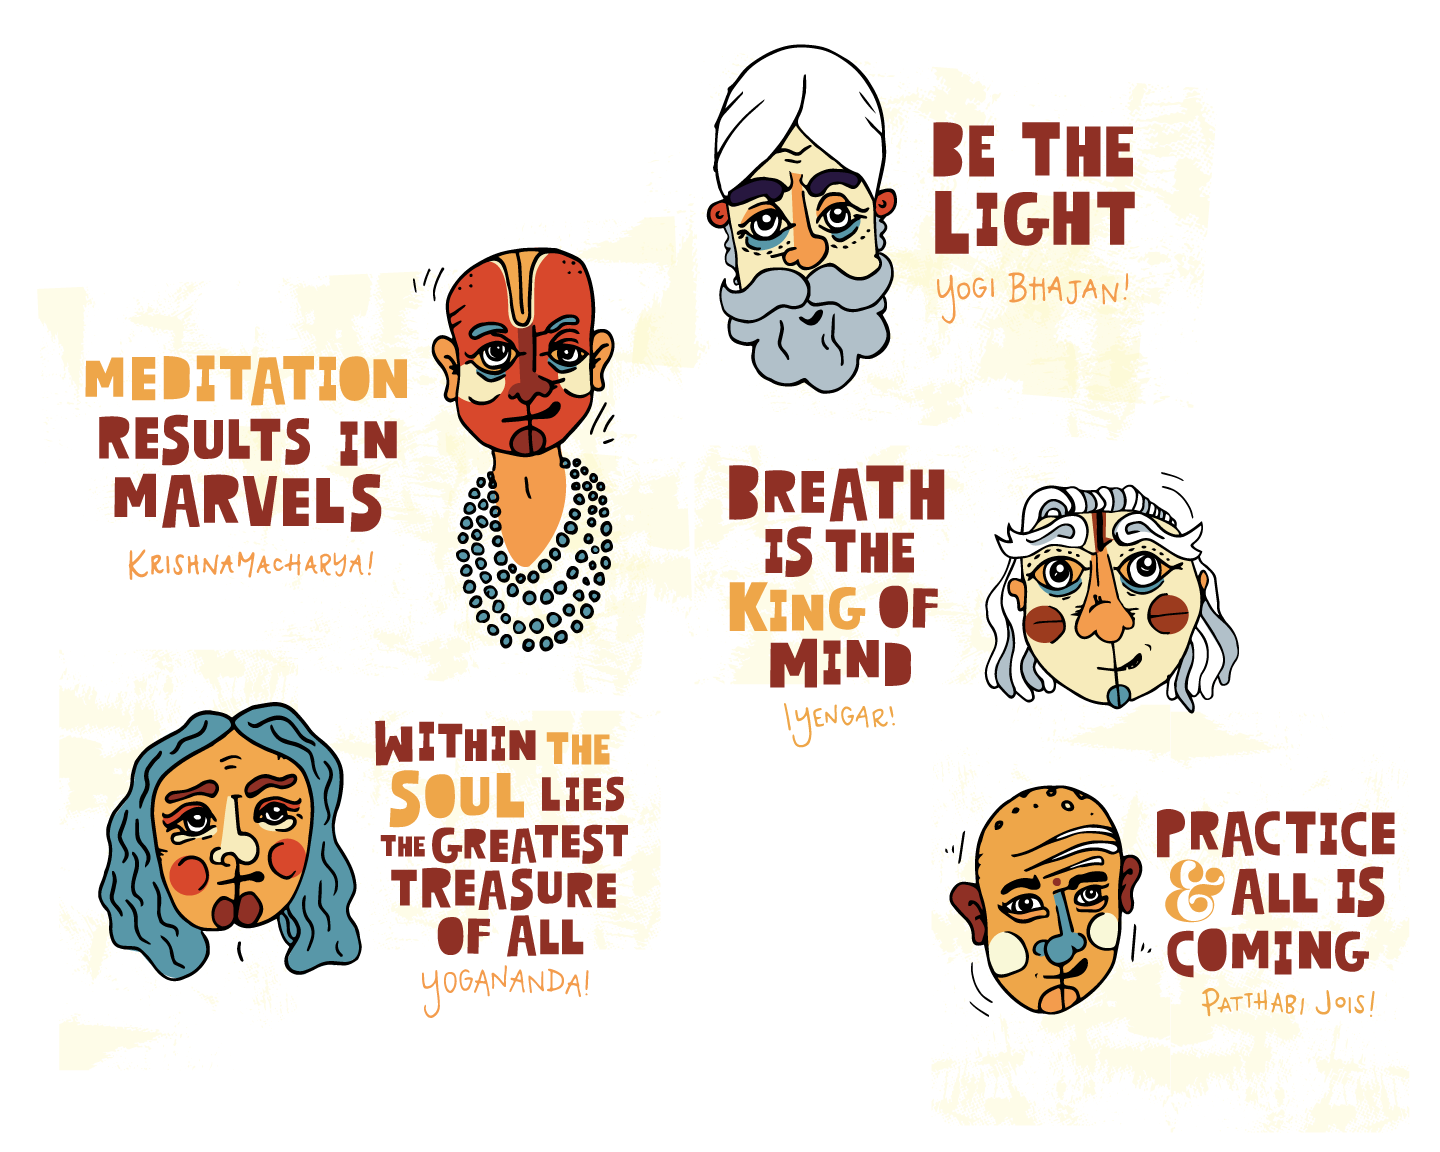 BE THE
LIGHT
YOGI BHAJAN!
MEDITATION
RESULTS IN
MARVELS
KRISHNAMACHARYA!
BREATH
IS THE
KING OF
MIND
IYENGAR!
WITHIN THE
SOUL LIES
THE GREATEST
TREASURE
OF ALL
YOGANANDA!
PRACTICE
& ALL IS
COMING
PATTHABI JOIS!